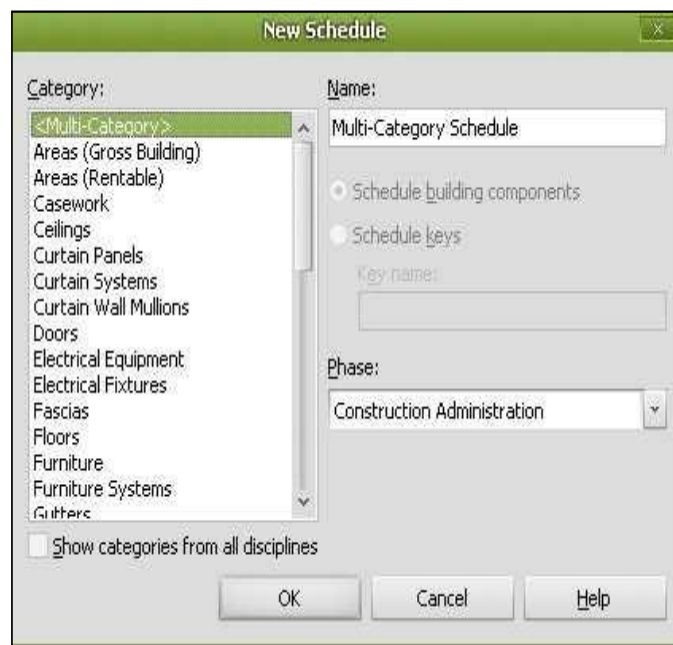 New Schedule
Category:
<Multi-Category>
Areas (Gross Building)
Areas (Rentable)
Casework
Ceilings
Curtain Panels
Curtain Systems
Curtain Wall Mullions
Doors
Electrical Equipment
Electrical Fixtures
Fascias
Floors
Furniture
Furniture Systems
Gutters
Show categories from all disciplines
Name:
Multi-Category Schedule
Schedule building components
Schedule keys
Key name:
Phase:
Construction Administration
OK Cancel Help